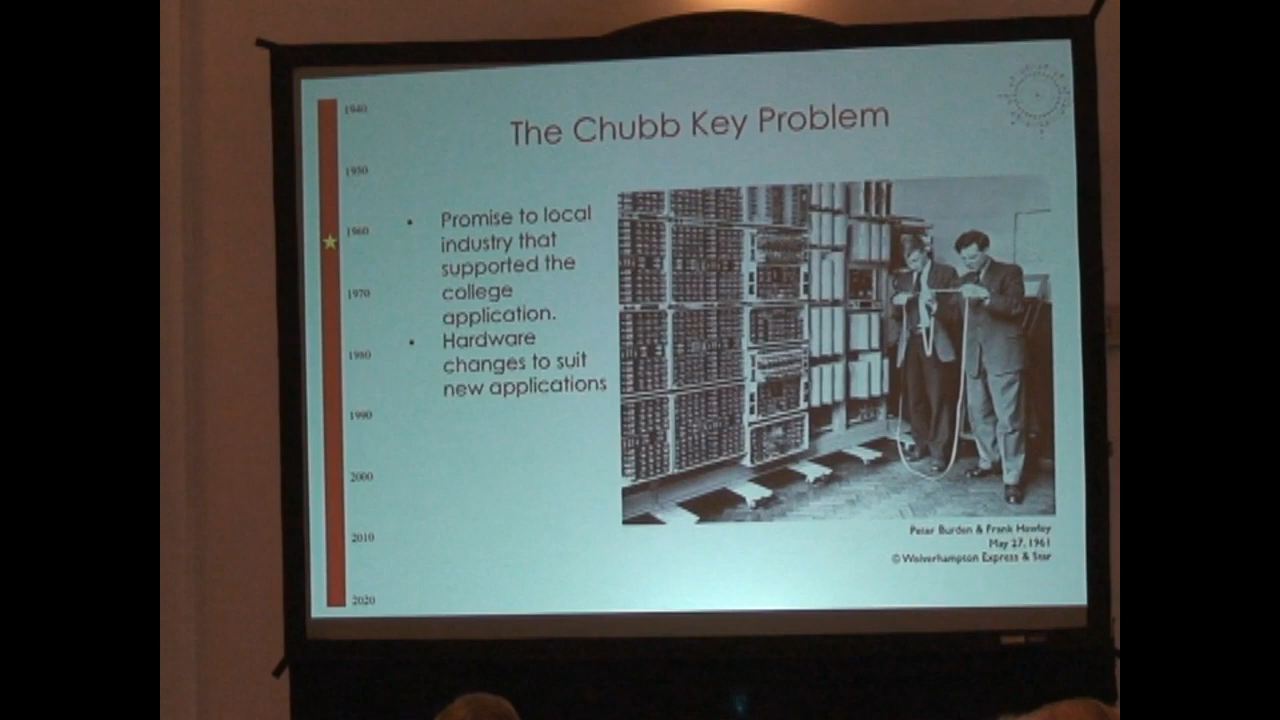 The Chubb Key Problem
1940
1950
1960
1970
1980
1990
2000
2010
2020
• Promise to local
industry that
supported the
college
application.
• Hardware
changes to suit
new applications
Peter Burden & Frank Hawley
May 27, 1961
© Wolverhampton Express & Star